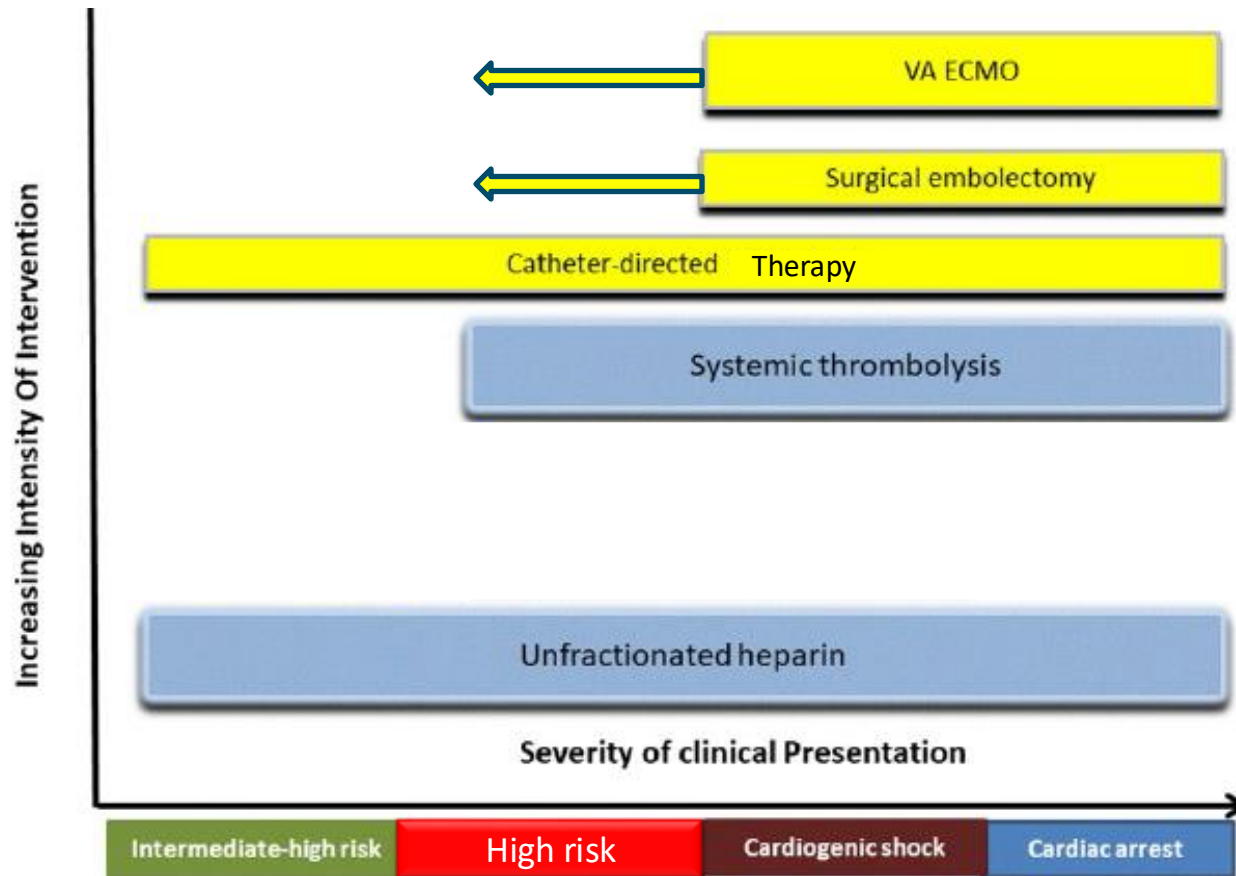 VA ECMO
Surgical embolectomy
Catheter-directed Therapy
Systemic thrombolysis
Unfractionated heparin
Increasing Intensity Of Intervention
Severity of clinical Presentation
Intermediate-high risk
High risk
Cardiogenic shock
Cardiac arrest